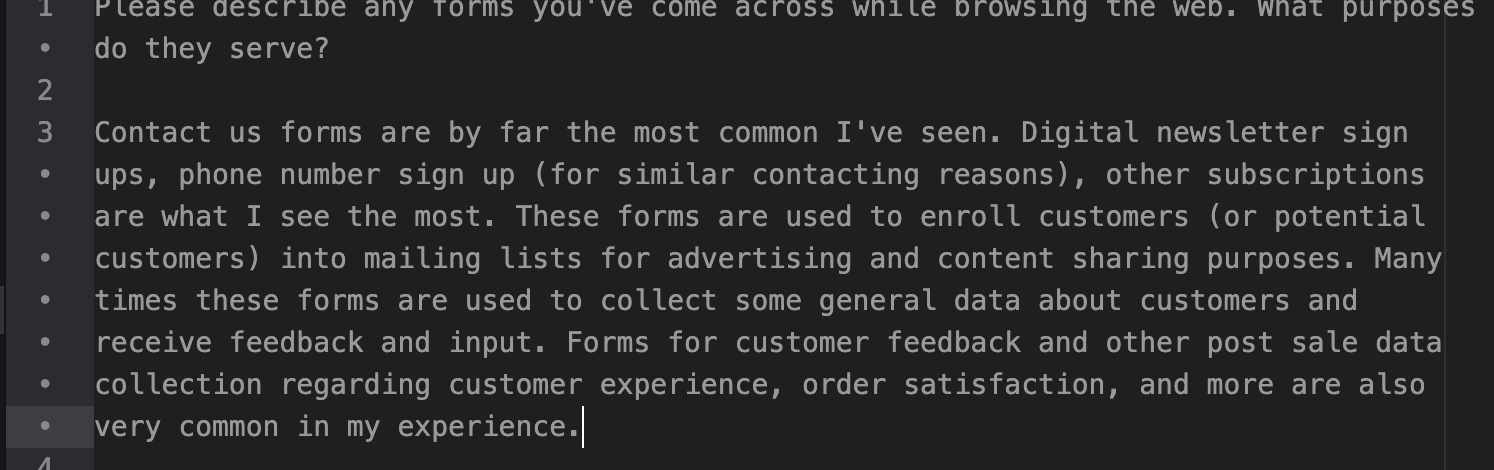 1 Please describe any forms you've come across while browsing the web. What purposes
• do they serve?
2
3 Contact us forms are by far the most common I've seen. Digital newsletter sign
• ups, phone number sign up (for similar contacting reasons), other subscriptions
• are what I see the most. These forms are used to enroll customers (or potential
• customers) into mailing lists for advertising and content sharing purposes. Many
• times these forms are used to collect some general data about customers and
• receive feedback and input. Forms for customer feedback and other post sale data
• collection regarding customer experience, order satisfaction, and more are also
• very common in my experience.
4